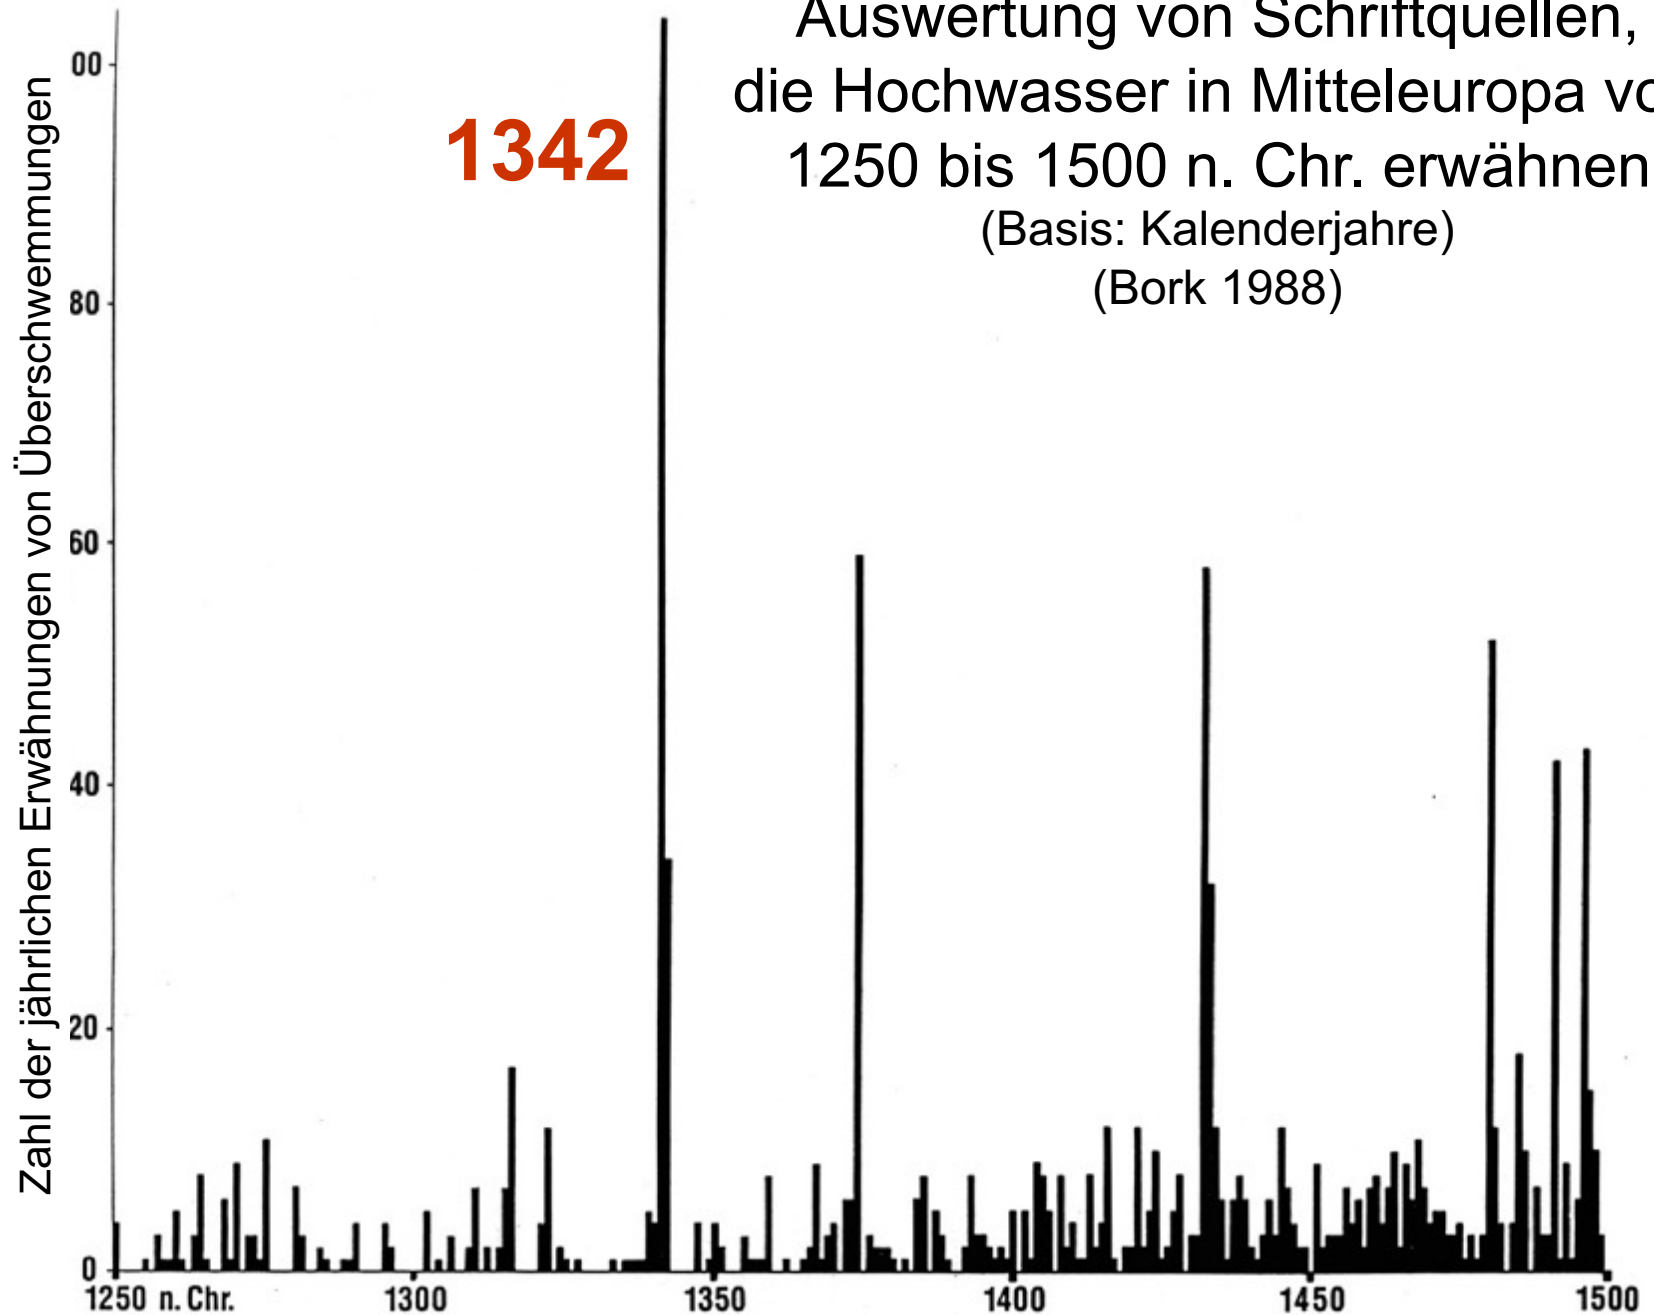 Auswertung von Schriftquellen,
die Hochwasser in Mitteleuropa vo
1250 bis 1500 n. Chr. erwähnen
(Basis: Kalenderjahre)
(Bork 1988)
1342
Zahl der jährlichen Erwähnungen von Überschwemmungen
00
80
60
40
20
0
1250 n. Chr.
1300
1350
1400
1450
1500